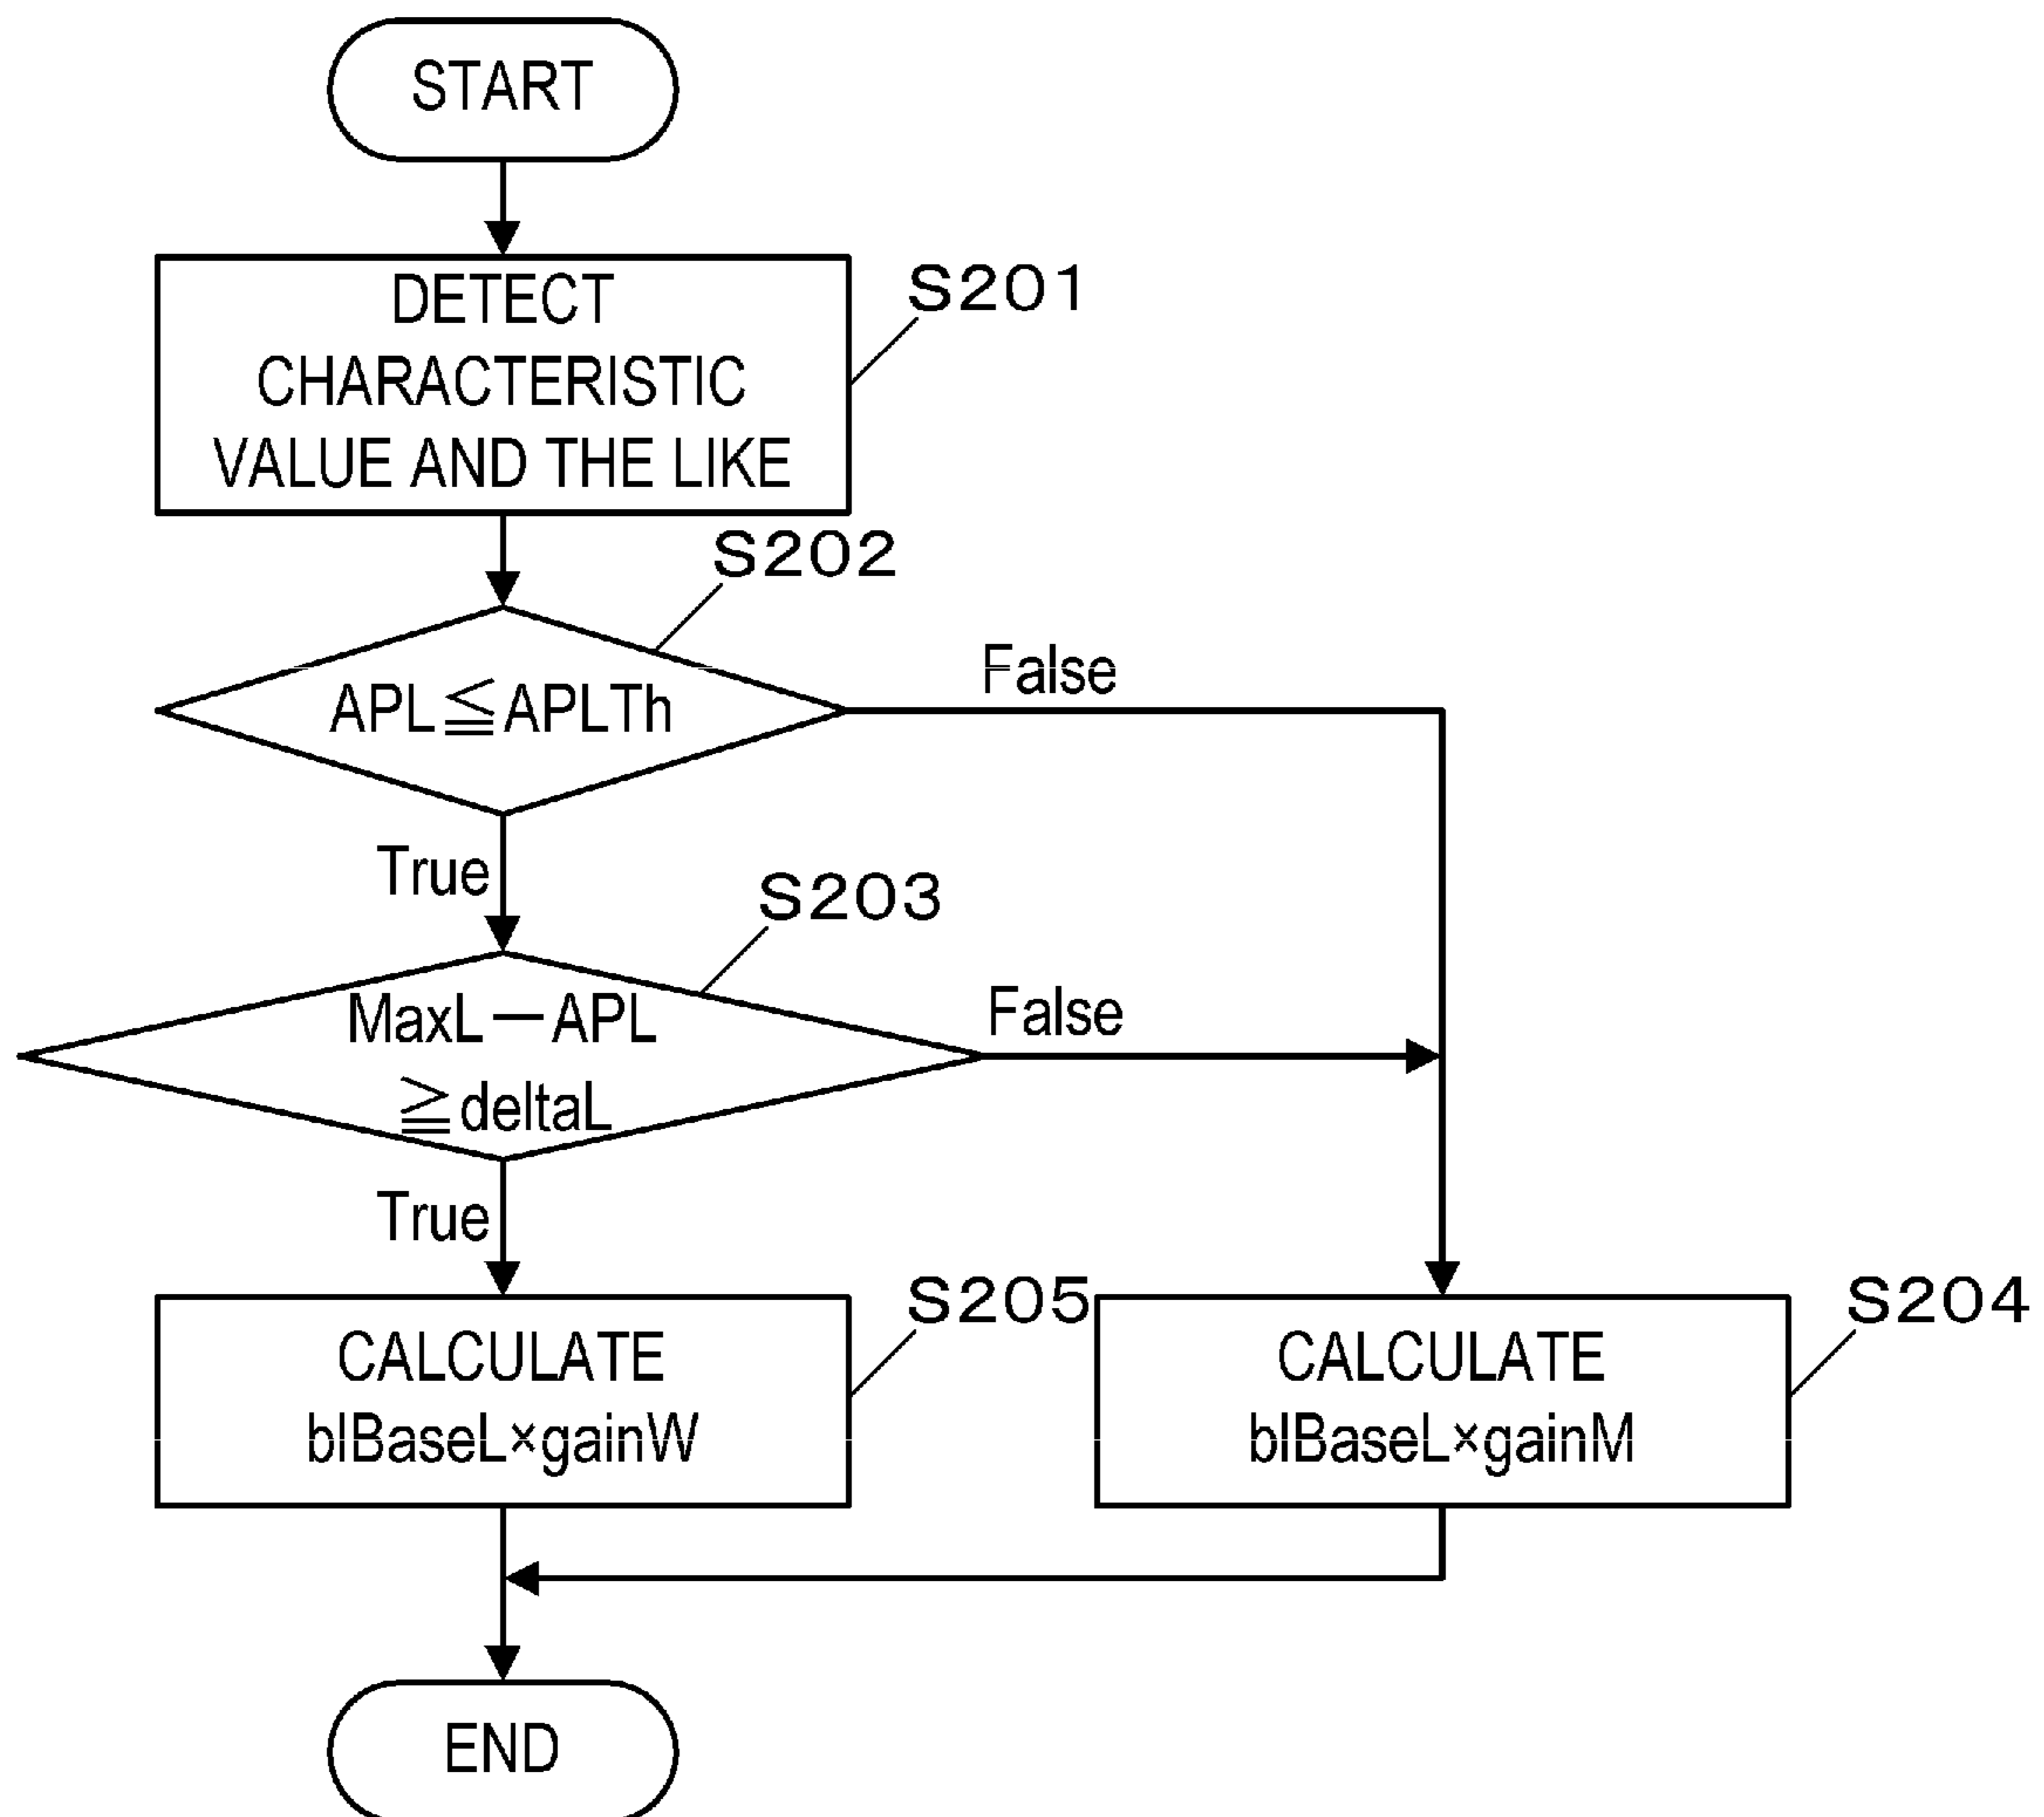 START
DETECT
CHARACTERISTIC
VALUE AND THE LIKE
S201
S202
APL≦APLTh
False
True
S203
MaxL－APL
≧deltaL
False
True
S205
CALCULATE
blBaseL×gainW
S204
CALCULATE
blBaseL×gainM
END